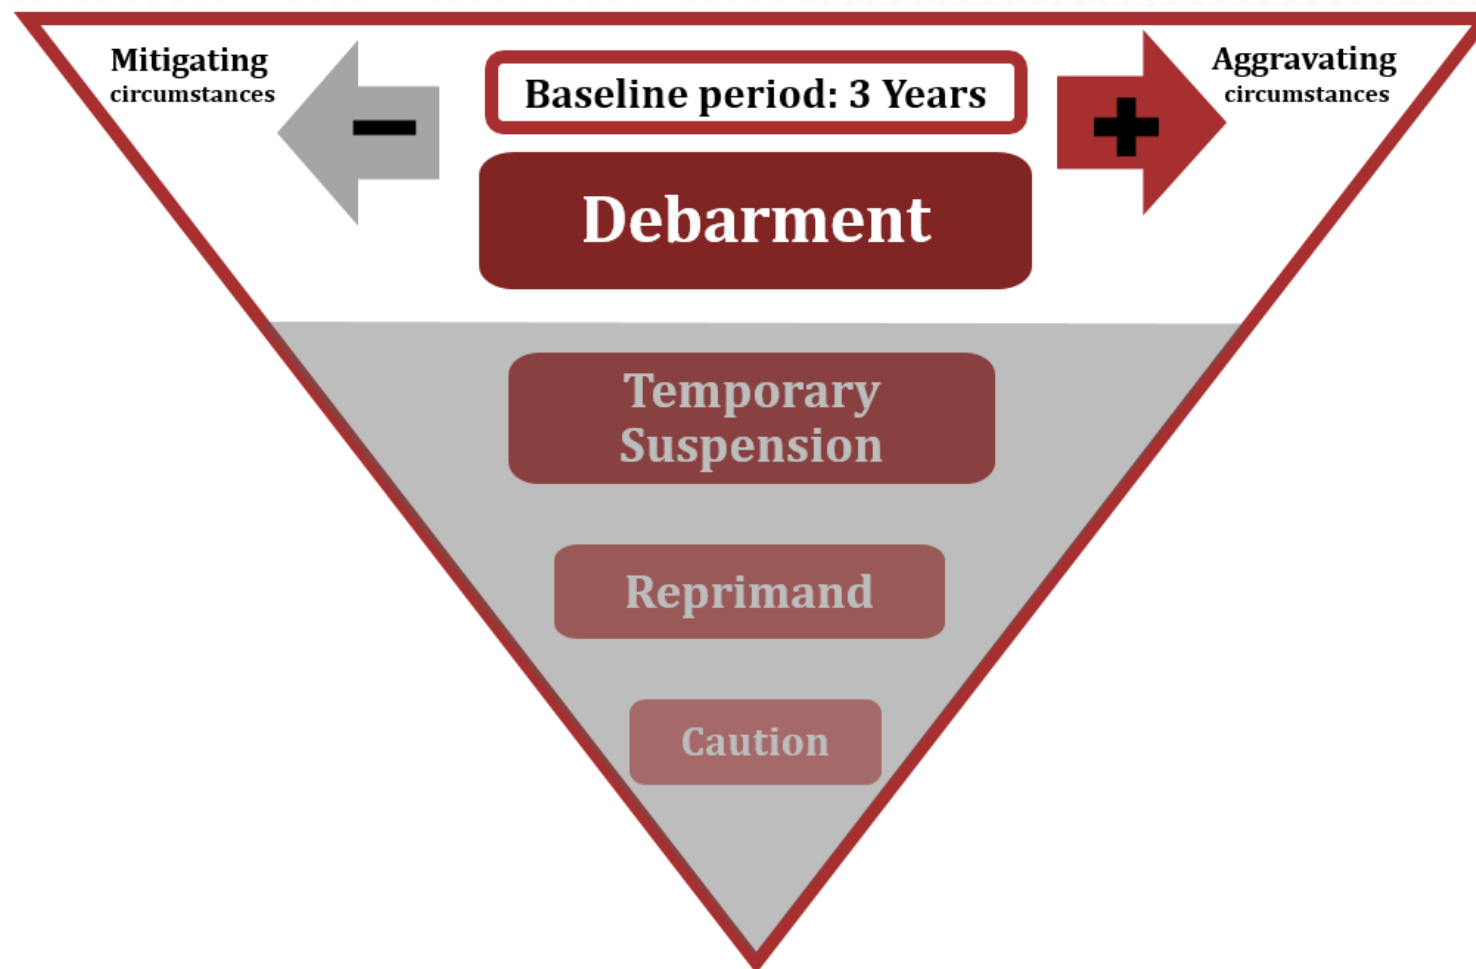 Mitigating
circumstances
Baseline period: 3 Years
Aggravating
circumstances
Debarment
Temporary
Suspension
Reprimand
Caution